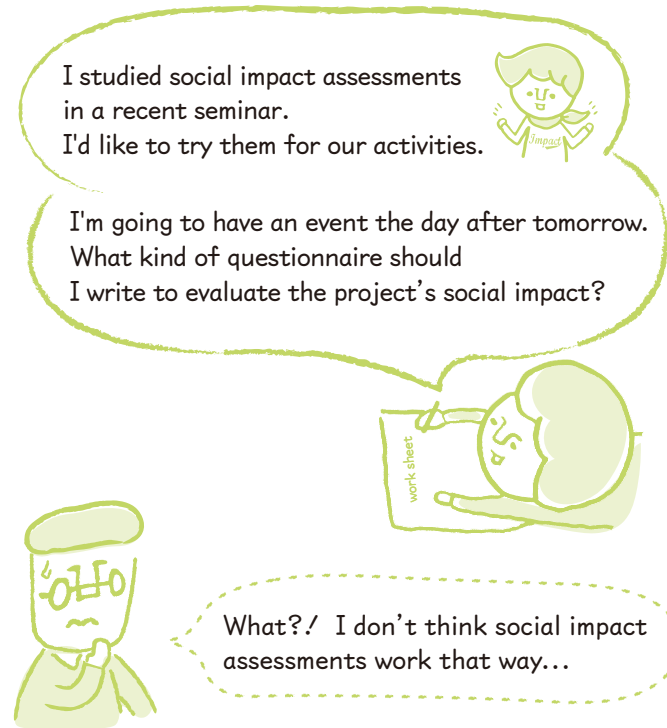 I studied social impact assessments
in a recent seminar.
I'd like to try them for our activities.
Impact
I'm going to have an event the day after tomorrow.
What kind of questionnaire should
I write to evaluate the project’s social impact?
work sheet
What?! I don’t think social impact
assessments work that way...